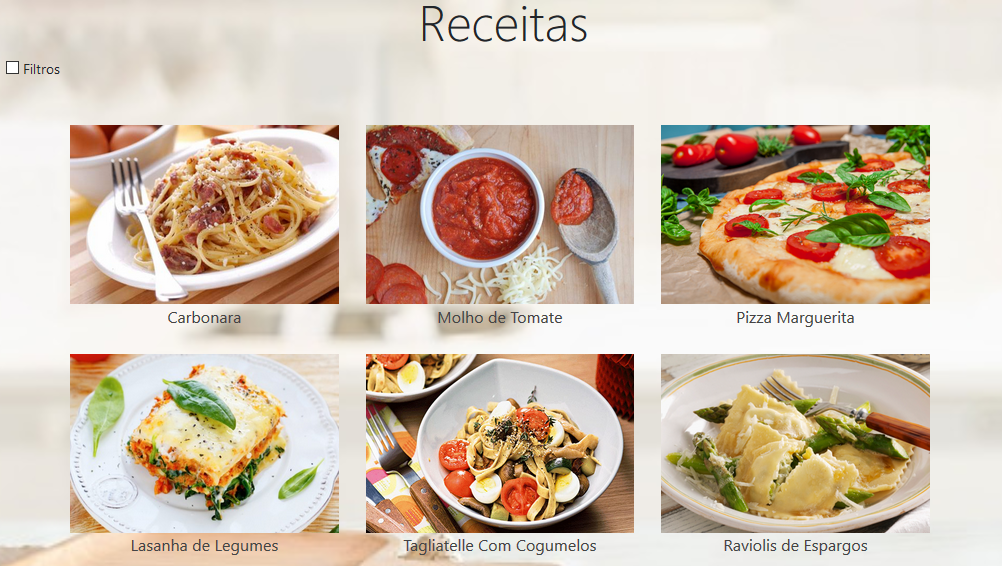 Receitas
Filtros
Carbonara
Molho de Tomate
Pizza Marguerita
Lasanha de Legumes
Tagliatelle Com Cogumelos
Raviolis de Espargos